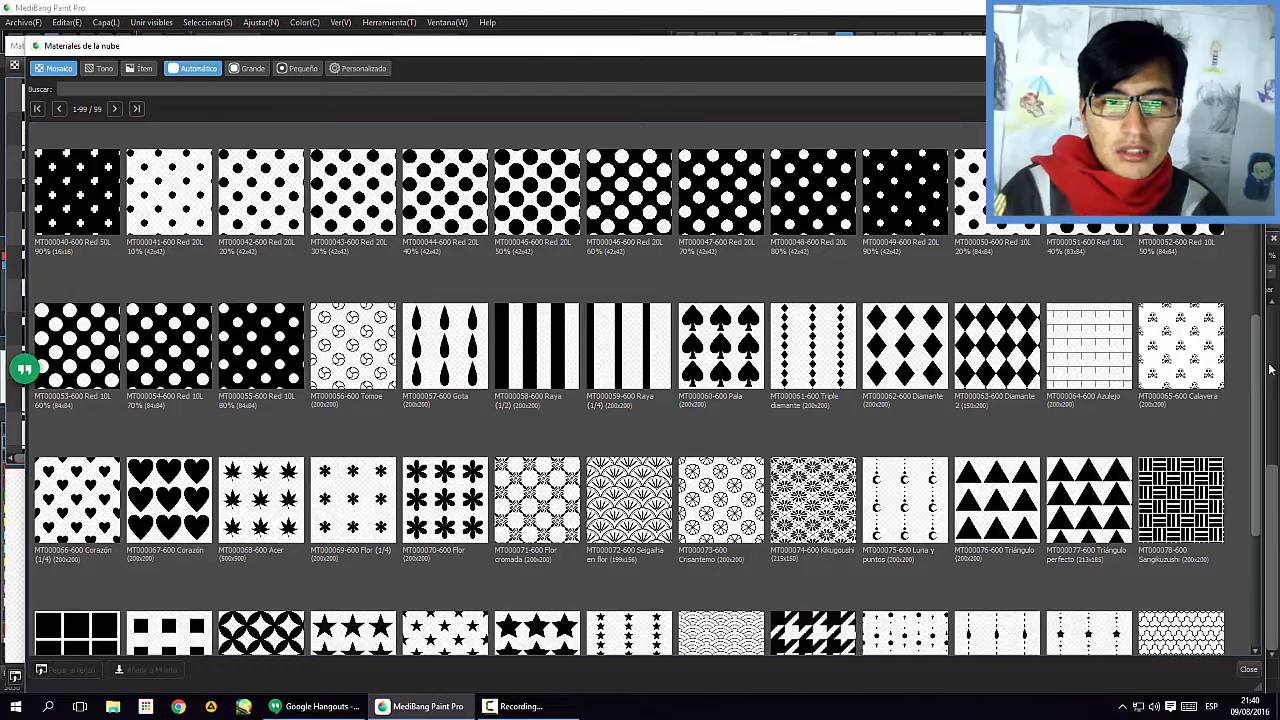 MediBang Paint Pro
Archivo(F) Editar(E) Capa(L) Unir visibles Seleccionar(S) Ajustar(N) Color(C) Ver(V) Herramienta(T) Ventana(W) Help
Materiales de la nube
Mosaico Tono Ítem Automático Grande Pequeño Personalizado
Buscar:
1-99 / 99
MT000040-600 Red 50L 90% (16x16)
MT000041-600 Red 20L 10% (42x42)
MT000042-600 Red 20L 20% (42x42)
MT000043-600 Red 20L 30% (42x42)
MT000044-600 Red 20L 40% (42x42)
MT000045-600 Red 20L 50% (42x42)
MT000046-600 Red 20L 60% (42x42)
MT000047-600 Red 20L 70% (42x42)
MT000048-600 Red 20L 80% (42x42)
MT000049-600 Red 20L 90% (42x42)
MT000050-600 Red 10L 20% (84x84)
MT000051-600 Red 10L 40% (83x84)
MT000052-600 Red 10L 50% (84x84)
MT000053-600 Red 10L 60% (84x84)
MT000054-600 Red 10L 70% (84x84)
MT000055-600 Red 10L 80% (84x84)
MT000056-600 Tomoe (200x200)
MT000057-600 Gota (200x200)
MT000058-600 Raya (1/2) (200x200)
MT000059-600 Raya (1/4) (200x200)
MT000060-600 Pala (200x200)
MT000061-600 Triple diamante (200x200)
MT000062-600 Diamante (200x200)
MT000063-600 Diamante 2 (150x200)
MT000064-600 Azulejo (200x200)
MT000065-600 Calavera (200x200)
MT000066-600 Corazón (1/4) (200x200)
MT000067-600 Corazón (200x200)
MT000068-600 Acer (500x500)
MT000069-600 Flor (1/4) (200x200)
MT000070-600 Flor (200x200)
MT000071-600 Flor cromada (200x200)
MT000072-600 Seigaiha en flor (199x156)
MT000073-600 Crisantemo (200x200)
MT000074-600 Kikugoushi (213x150)
MT000075-600 Luna y puntos (200x200)
MT000076-600 Triángulo (200x200)
MT000077-600 Triángulo perfecto (213x185)
MT000078-600 Sangikuzushi (200x200)
Pegar al lienzo Añadir a Mi lista
Close
Google Hangouts -... MediBang Paint Pro Recording...
ESP
21:40
09/08/2016